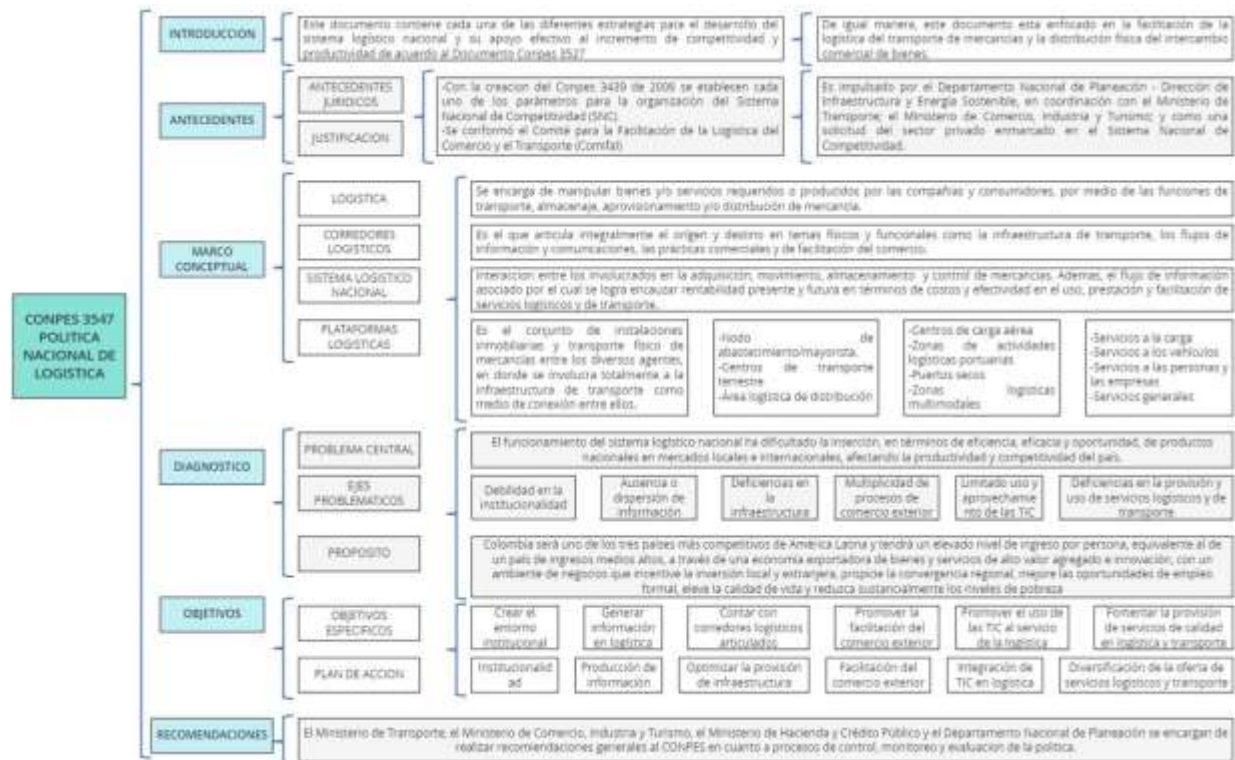 CONPES 3547
POLITICA
NACIONAL DE
LOGISTICA
INTRODUCCION
Este documento contiene cada una de las diferentes estrategias para el desarrollo del
sistema logístico nacional y su apoyo efectivo al incremento de competitividad y
productividad de acuerdo al Documento Conpes 3527
De igual manera, este documento esta enfocado en la facilitación de la
logística del transporte de mercancías y la distribución física del intercambio
comercial de bienes.
ANTECEDENTES
ANTECEDENTES
JURIDICOS
JUSTIFICACION
-Con la creacion del Conpes 3439 de 2006 se establecen cada
uno de los parámetros para la organización del Sistema
Nacional de Competitividad (SNC).
-Se conformó el Comité para la Facilitación de la Logística del
Comercio y el Transporte (Comifal)
Es impulsado por el Departamento Nacional de Planeación - Dirección de
Infraestructura y Energía Sostenible, en coordinación con el Ministerio de
Transporte; el Ministerio de Comercio, Industria y Turismo; y como una
solicitud del sector privado enmarcado en el Sistema Nacional de
Competitividad.
MARCO
CONCEPTUAL
LOGISTICA
Se encarga de manipular bienes y/o servicios requeridos o producidos por las compañías y consumidores, por medio de las funciones de
transporte, almacenaje, aprovisionamiento y/o distribución de mercancía.
CORREDORES
LOGISTICOS
Es el que articula integralmente el origen y destino en temas físicos y funcionales como la infraestructura de transporte, los flujos de
información y comunicaciones, las prácticas comerciales y de facilitación del comercio.
SISTEMA LOGISTICO
NACIONAL
Interaccion entre los involucrados en la adquisición, movimiento, almacenamiento y control de mercancías. Ademas, el flujo de información
asociado por el cual se logra encauzar rentabilidad presente y futura en términos de costos y efectividad en el uso, prestación y facilitación de
servicios logísticos y de transporte.
PLATAFORMAS
LOGISTICAS
Es el conjunto de instalaciones
inmobiliarias y transporte físico de
mercancías entre los diversos agentes,
en donde se involucra totalmente a la
infraestructura de transporte como
medio de conexión entre ellos.
-Nodo de
abastecimiento/mayorista.
-Centros de transporte
terrestre
-Área logística de distribución
-Centros de carga aérea
-Zonas de actividades
logísticas portuarias
-Puertos secos
-Zonas logísticas
multimodales
-Servicios a la carga
-Servicios a los vehículos
-Servicios a las personas y
las empresas
-Servicios generales
DIAGNOSTICO
PROBLEMA CENTRAL
El funcionamiento del sistema logístico nacional ha dificultado la inserción, en términos de eficiencia, eficacia y oportunidad, de productos
nacionales en mercados locales e internacionales, afectando la productividad y competitividad del país.
EJES
PROBLEMATICOS
Debilidad en la
institucionalidad
Ausencia o
dispersión de
información
Deficiencias en
la
infraestructura
Multiplicidad de
procesos de
comercio exterior
Limitado uso y
aprovechamie
nto de las TIC
Deficiencias en la provisión y
uso de servicios logísticos y de
transporte
PROPOSITO
Colombia será uno de los tres países más competitivos de América Latina y tendrá un elevado nivel de ingreso por persona, equivalente al de
un país de ingresos medios altos, a través de una economía exportadora de bienes y servicios de alto valor agregado e innovación, con un
ambiente de negocios que incentive la inversión local y extranjera, propicie la convergencia regional, mejore las oportunidades de empleo
formal, eleve la calidad de vida y reduzca sustancialmente los niveles de pobreza
OBJETIVOS
OBJETIVOS
ESPECIFICOS
Crear el
entorno
institucional
Generar
información
en logística
Contar con
corredores logísticos
articulados
Promover la
facilitación del
comercio exterior
Promover el uso de
las TIC al servicio
de la logística
Fomentar la provisión
de servicios de calidad
en logística y transporte
PLAN DE ACCION
Institucionalid
ad
Producción de
información
Optimizar la provisión
de infraestructura
Facilitación del
comercio exterior
Integración de
TIC en logística
Diversificación de la oferta de
servicios logísticos y transporte
RECOMENDACIONES
El Ministerio de Transporte, el Ministerio de Comercio, Industria y Turismo, el Ministerio de Hacienda y Crédito Público y el Departamento Nacional de Planeación se encargan de
realizar recomendaciones generales al CONPES en cuanto a procesos de control, monitoreo y evaluacion de la política.